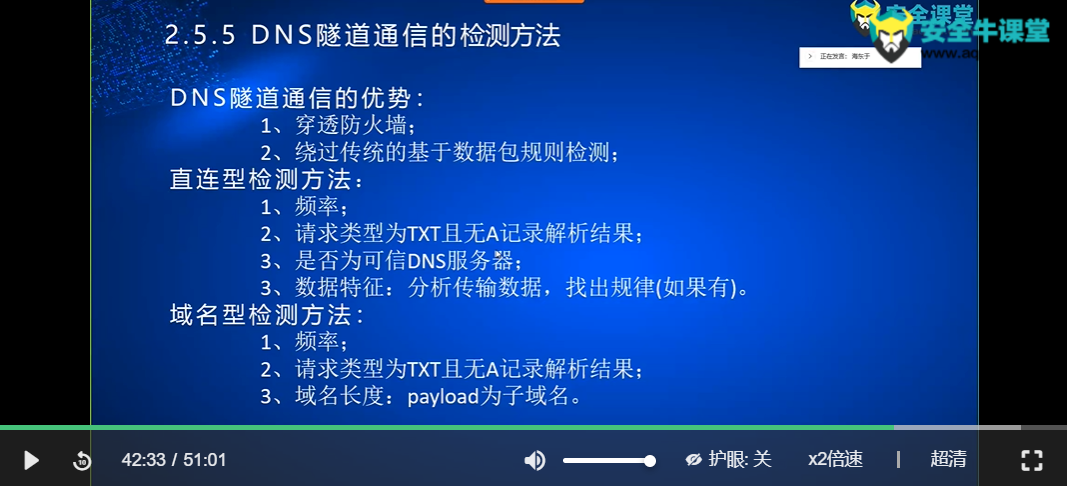 2.5.5 DNS隧道通信的检测方法
安全课堂
安全牛课堂
www.aq
正在发言: 海东于
DNS隧道通信的优势：
1、穿透防火墙；
2、绕过传统的基于数据包规则检测；
直连型检测方法：
1、频率；
2、请求类型为TXT且无A记录解析结果；
3、是否为可信DNS服务器；
3、数据特征：分析传输数据，找出规律(如果有)。
域名型检测方法：
1、频率；
2、请求类型为TXT且无A记录解析结果；
3、域名长度：payload为子域名。
10
42:33 / 51:01
护眼: 关
x2倍速
超清